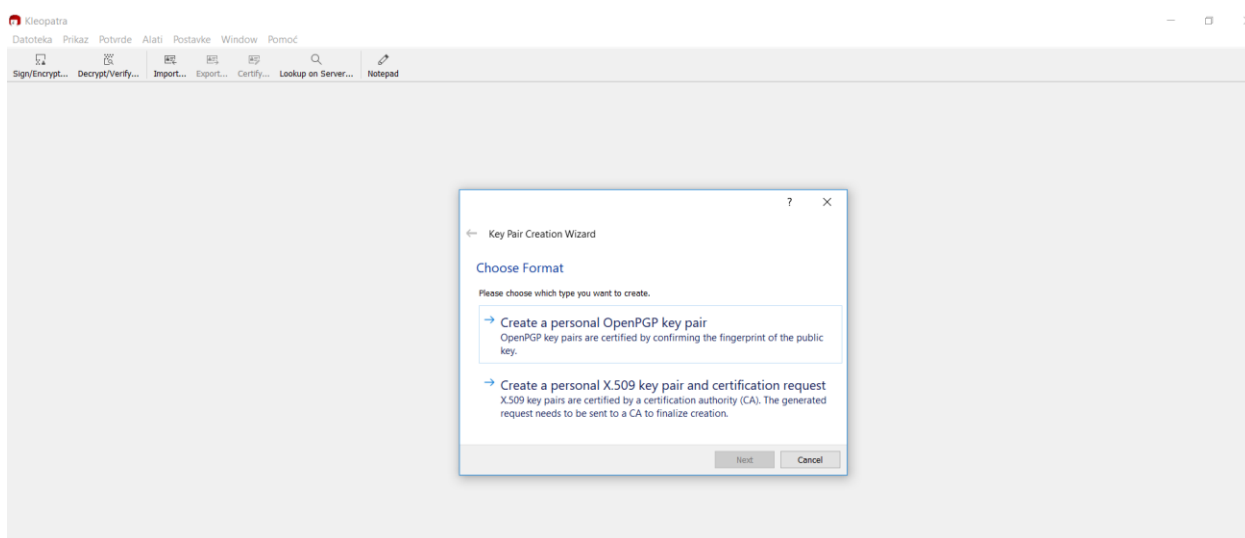 Kleopatra
Datoteka Prikaz Potvrde Alati Postavke Window Pomoć
Sign/Encrypt... Decrypt/Verify... Import... Export... Certify... Lookup on Server... Notepad
?
Key Pair Creation Wizard
Choose Format
Please choose which type you want to create.
Create a personal OpenPGP key pair
OpenPGP key pairs are certified by confirming the fingerprint of the public
key.
Create a personal X.509 key pair and certification request
X.509 key pairs are certified by a certification authority (CA). The generated
request needs to be sent to a CA to finalize creation.
Next Cancel